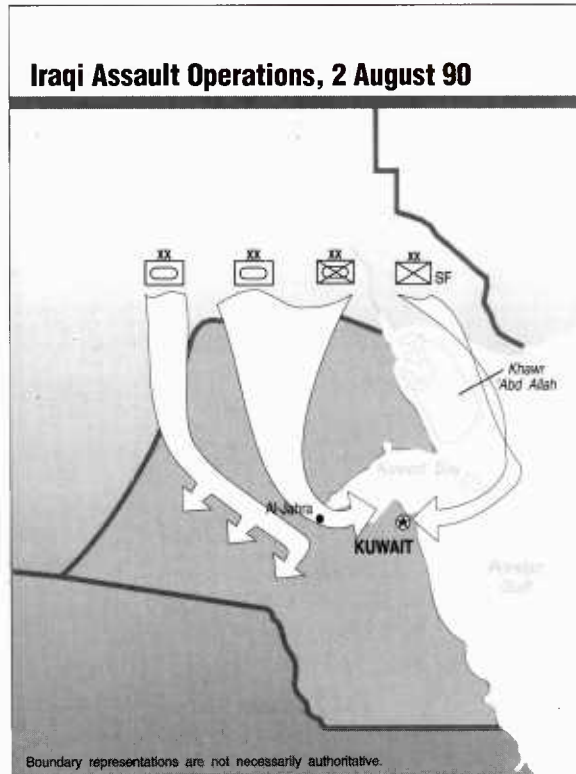 Iraqi Assault Operations, 2 August 90
XX
XX
XX
XX
SF
Khawr
Abd Allah
Kuwait Bay
Al Jahra
KUWAIT
Persian
Gulf
Boundary representations are not necessarily authoritative.